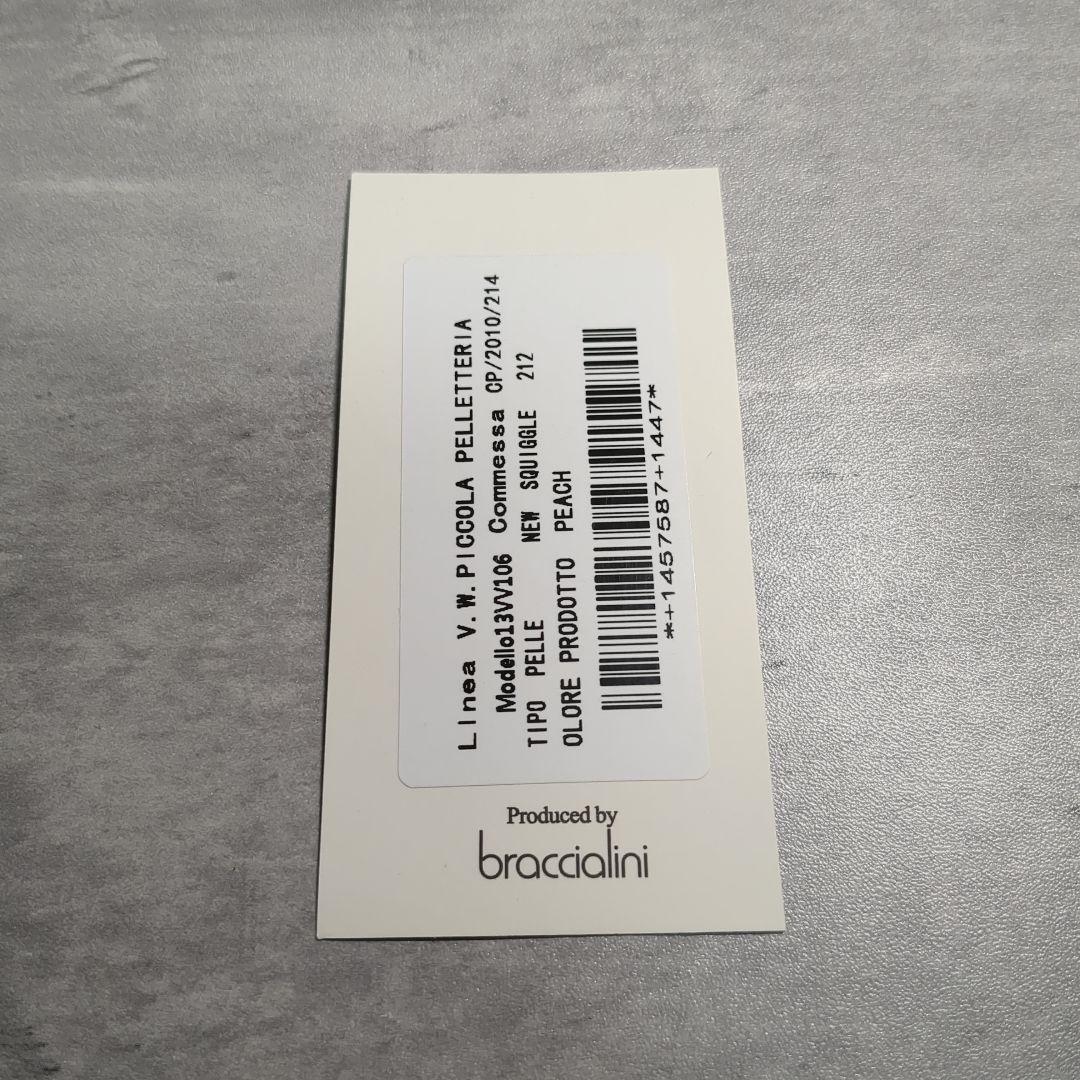 Linea V.W.PICCOLA PELLETTERIA
Modello13VV106 Commessa CP/2010/214
TIPO PELLE NEW SQUIGGLE 212
OLORE PRODOTTO PEACH
*+1457587+1447*
Produced by
braccialini